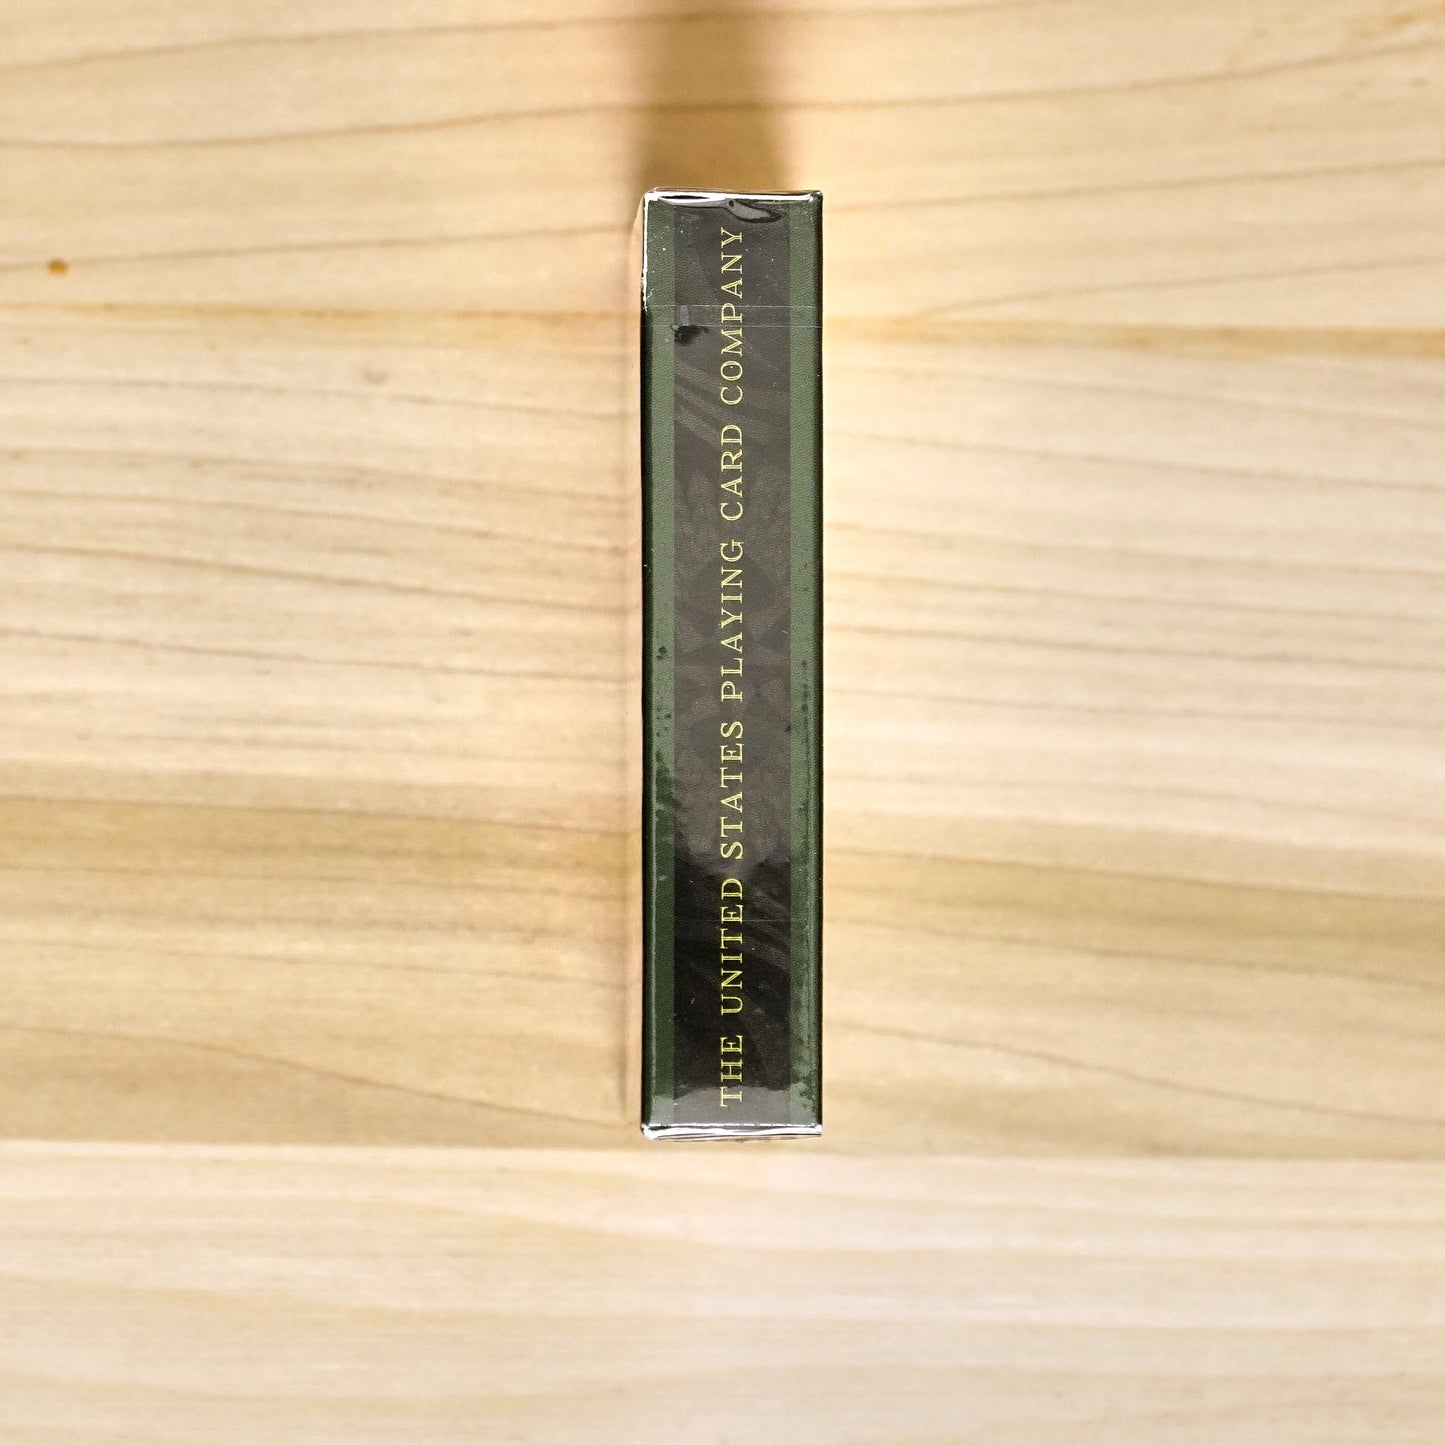 THE UNITED STATES PLAYING CARD COMPANY